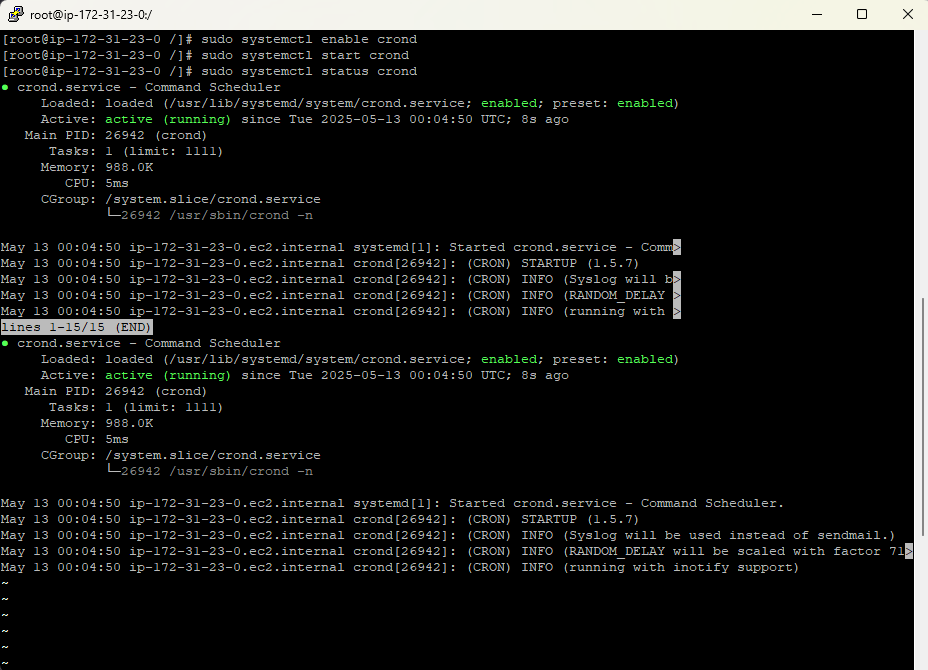 root@ip-172-31-23-0:/
[root@ip-172-31-23-0 /]# sudo systemctl enable crond
[root@ip-172-31-23-0 /]# sudo systemctl start crond
[root@ip-172-31-23-0 /]# sudo systemctl status crond
● crond.service - Command Scheduler
     Loaded: loaded (/usr/lib/systemd/system/crond.service; enabled; preset: enabled)
     Active: active (running) since Tue 2025-05-13 00:04:50 UTC; 8s ago
   Main PID: 26942 (crond)
      Tasks: 1 (limit: 1111)
     Memory: 988.0K
        CPU: 5ms
     CGroup: /system.slice/crond.service
             └─26942 /usr/sbin/crond -n

May 13 00:04:50 ip-172-31-23-0.ec2.internal systemd[1]: Started crond.service - Comm>
May 13 00:04:50 ip-172-31-23-0.ec2.internal crond[26942]: (CRON) STARTUP (1.5.7)
May 13 00:04:50 ip-172-31-23-0.ec2.internal crond[26942]: (CRON) INFO (Syslog will b>
May 13 00:04:50 ip-172-31-23-0.ec2.internal crond[26942]: (CRON) INFO (RANDOM_DELAY >
May 13 00:04:50 ip-172-31-23-0.ec2.internal crond[26942]: (CRON) INFO (running with >
lines 1-15/15 (END)
● crond.service - Command Scheduler
     Loaded: loaded (/usr/lib/systemd/system/crond.service; enabled; preset: enabled)
     Active: active (running) since Tue 2025-05-13 00:04:50 UTC; 8s ago
   Main PID: 26942 (crond)
      Tasks: 1 (limit: 1111)
     Memory: 988.0K
        CPU: 5ms
     CGroup: /system.slice/crond.service
             └─26942 /usr/sbin/crond -n

May 13 00:04:50 ip-172-31-23-0.ec2.internal systemd[1]: Started crond.service - Command Scheduler.
May 13 00:04:50 ip-172-31-23-0.ec2.internal crond[26942]: (CRON) STARTUP (1.5.7)
May 13 00:04:50 ip-172-31-23-0.ec2.internal crond[26942]: (CRON) INFO (Syslog will be used instead of sendmail.)
May 13 00:04:50 ip-172-31-23-0.ec2.internal crond[26942]: (CRON) INFO (RANDOM_DELAY will be scaled with factor 71>
May 13 00:04:50 ip-172-31-23-0.ec2.internal crond[26942]: (CRON) INFO (running with inotify support)
~
~
~
~
~
~